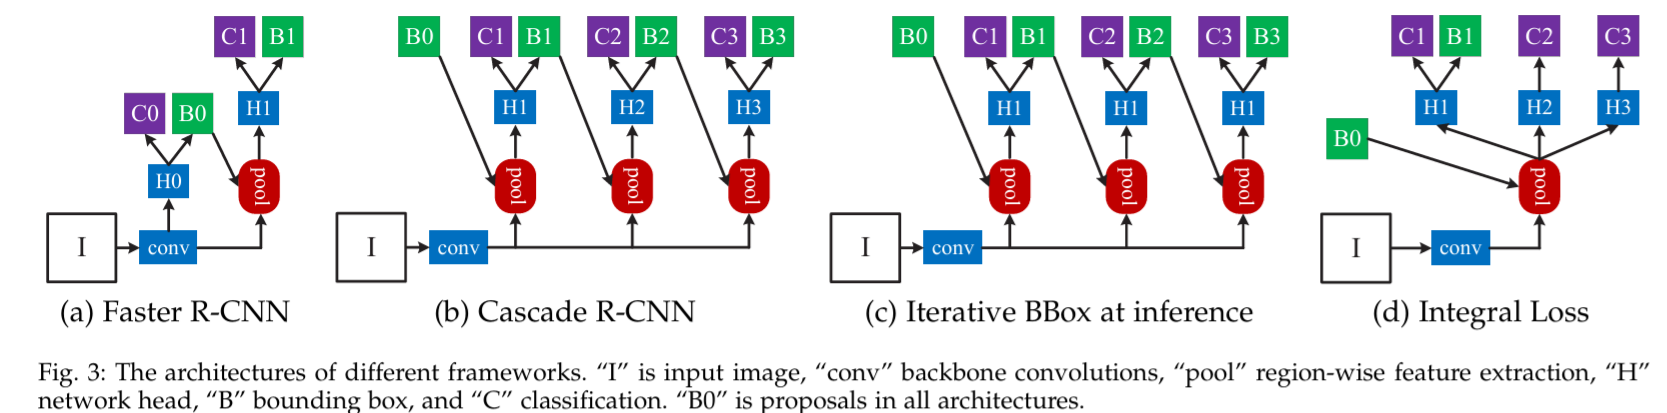 C1 B1 B0 C1 B1 C2 B2 C3 B3 B0 C1 B1 C2 B2 C3 B3 C1 B1 C2 C3
C0 B0 H1 H1 H2 H3 H1 H1 H1 H1 H2 H3
B0
H0 pool pool pool pool pool pool pool pool
I conv I conv I conv I conv
(a) Faster R-CNN (b) Cascade R-CNN (c) Iterative BBox at inference (d) Integral Loss
Fig. 3: The architectures of different frameworks. “I” is input image, “conv” backbone convolutions, “pool” region-wise feature extraction, “H”
network head, “B” bounding box, and “C” classification. “B0” is proposals in all architectures.